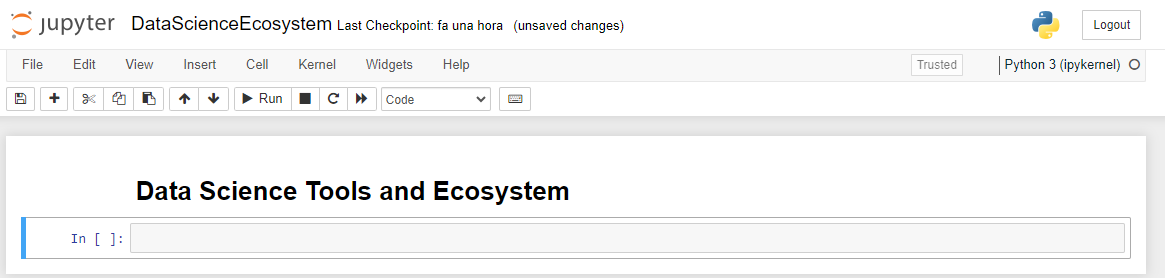 jupyter DataScienceEcosystem Last Checkpoint: fa una hora (unsaved changes) Logout
File Edit View Insert Cell Kernel Widgets Help Trusted Python 3 (ipykernel)
Run Code
Data Science Tools and Ecosystem
In [ ]: